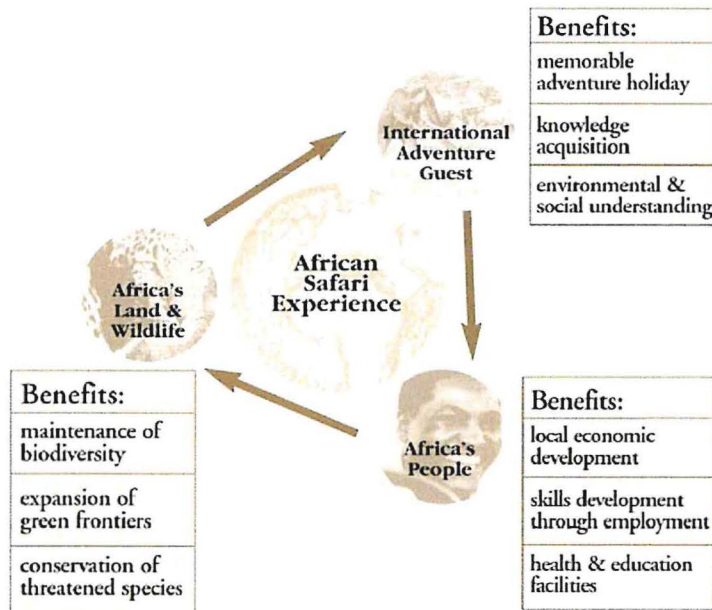 Benefits:
memorable
adventure holiday
knowledge
acquisition
environmental &
social understanding
International
Adventure
Guest
African
Safari
Experience
Africa's
Land &
Wildlife
Benefits:
maintenance of
biodiversity
expansion of
green frontiers
conservation of
threatened species
Africa's
People
Benefits:
local economic
development
skills development
through employment
health & education
facilities